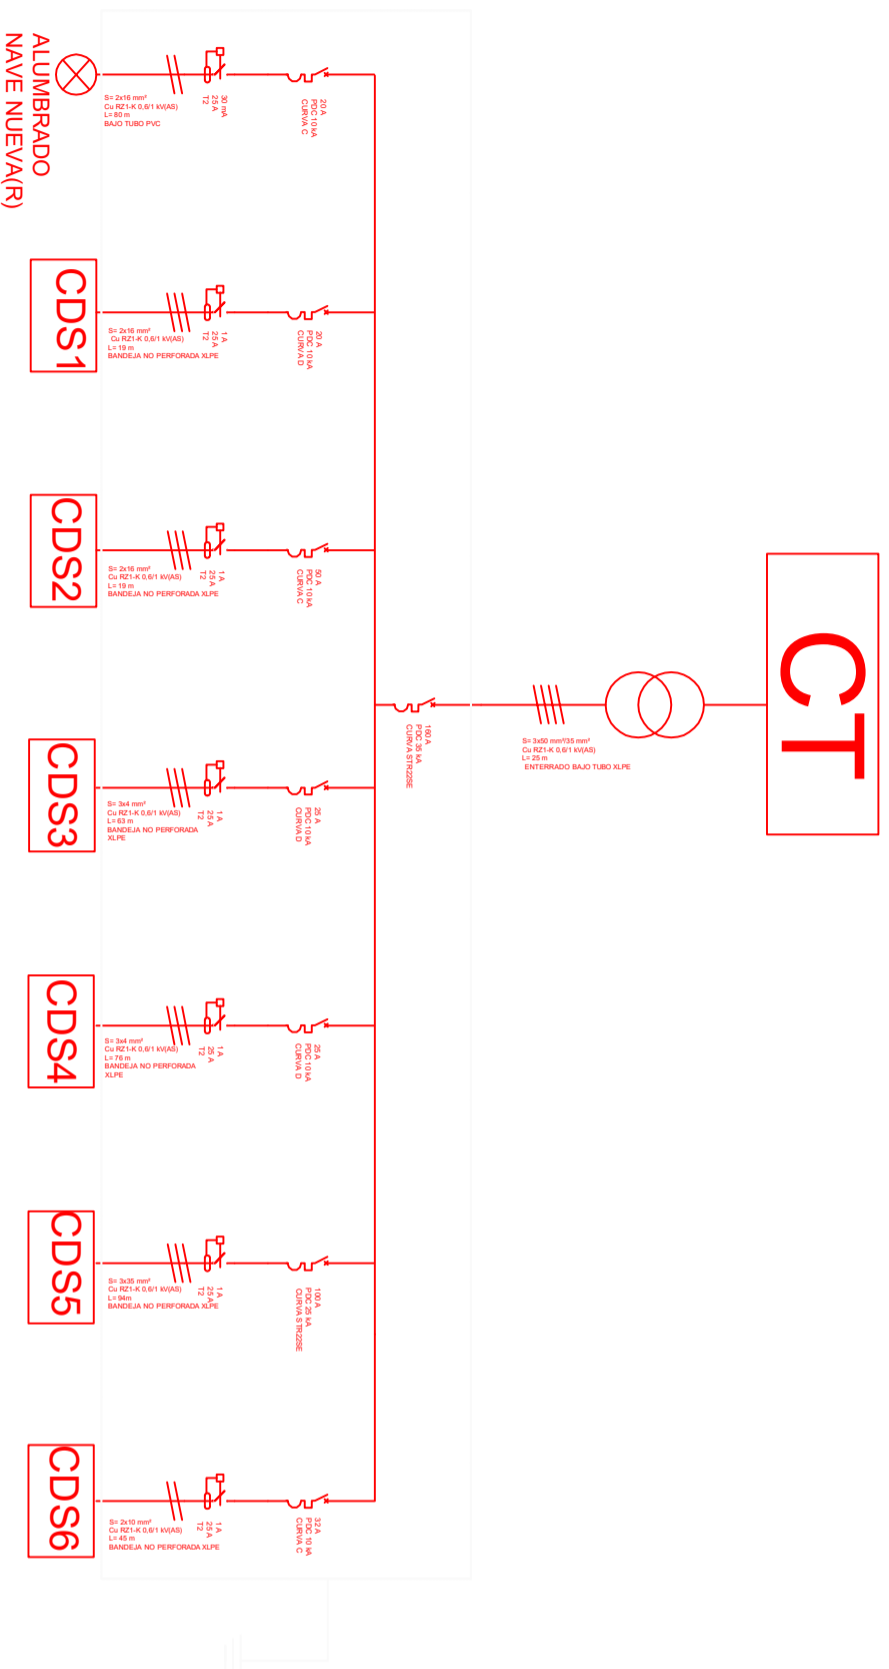 CT
S= 3x50 mm²/35 mm²
Cu RZ1-K 0,6/1 kV(AS)
L= 25 m
ENTERRADO BAJO TUBO XLPE
160 A
PDC 35 kA
CURVA STR22SE
20 A
PDC 10 kA
CURVA C
30 mA
25 A
T2
S= 2x16 mm²
Cu RZ1-K 0,6/1 kV(AS)
L= 80 m
BAJO TUBO PVC
ALUMBRADO
NAVE NUEVA(R)
20 A
PDC 10 kA
CURVA D
1 A
25 A
T2
S= 2x16 mm²
Cu RZ1-K 0,6/1 kV(AS)
L= 19 m
BANDEJA NO PERFORADA XLPE
CDS1
50 A
PDC 10 kA
CURVA C
1 A
25 A
T2
S= 2x16 mm²
Cu RZ1-K 0,6/1 kV(AS)
L= 19 m
BANDEJA NO PERFORADA XLPE
CDS2
25 A
PDC 10 kA
CURVA D
1 A
25 A
T2
S= 3x4 mm²
Cu RZ1-K 0,6/1 kV(AS)
L= 63 m
BANDEJA NO PERFORADA
XLPE
CDS3
25 A
PDC 10 kA
CURVA D
1 A
25 A
T2
S= 3x4 mm²
Cu RZ1-K 0,6/1 kV(AS)
L= 76 m
BANDEJA NO PERFORADA
XLPE
CDS4
100 A
PDC 25 kA
CURVA STR22SE
1 A
25 A
T2
S= 3x35 mm²
Cu RZ1-K 0,6/1 kV(AS)
L= 94m
BANDEJA NO PERFORADA XLPE
CDS5
32 A
PDC 10 kA
CURVA C
1 A
25 A
T2
S= 2x10 mm²
Cu RZ1-K 0,6/1 kV(AS)
L= 45 m
BANDEJA NO PERFORADA XLPE
CDS6